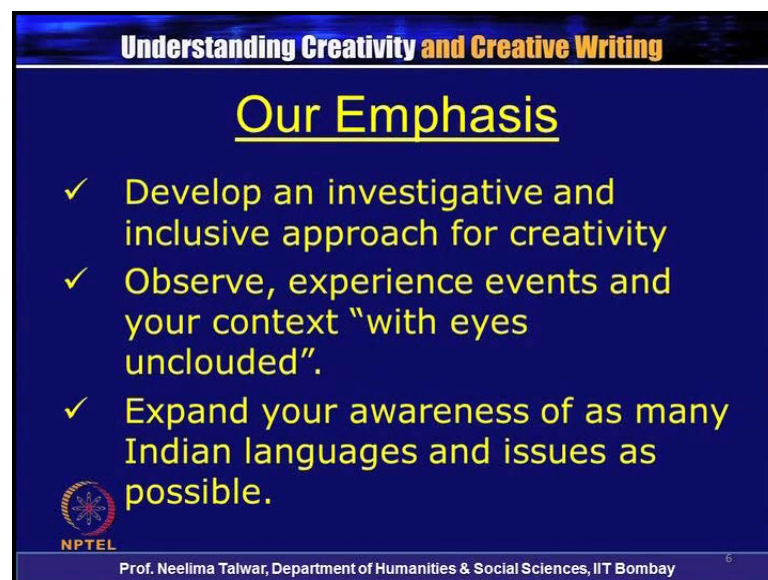 Understanding Creativity and Creative Writing
Our Emphasis
✓ Develop an investigative and
inclusive approach for creativity
✓ Observe, experience events and
your context “with eyes
unclouded”.
✓ Expand your awareness of as many
Indian languages and issues as
possible.
NPTEL
6
Prof. Neelima Talwar, Department of Humanities & Social Sciences, IIT Bombay